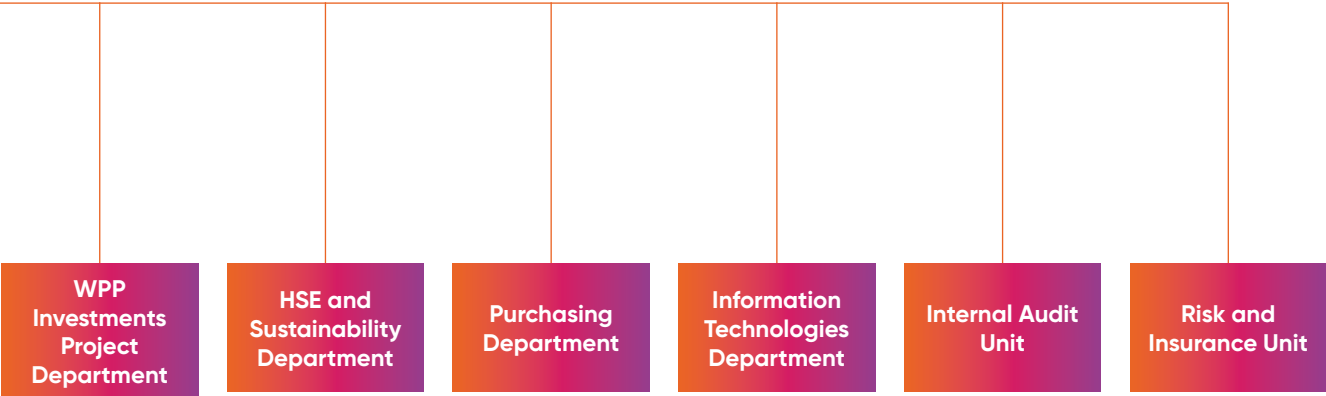 WPP
Investments
Project
Department
HSE and
Sustainability
Department
Purchasing
Department
Information
Technologies
Department
Internal Audit
Unit
Risk and
Insurance Unit